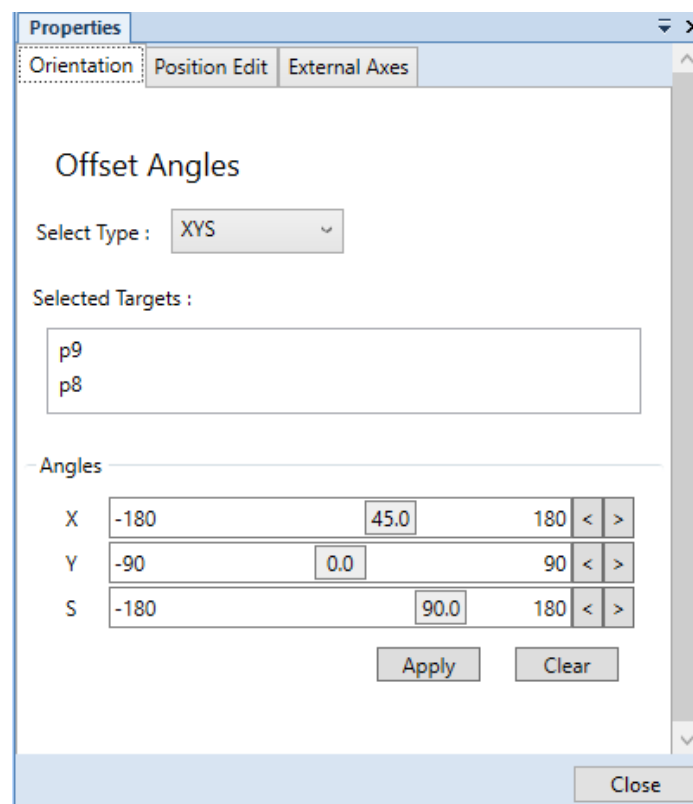 Properties
Orientation Position Edit External Axes
Offset Angles
Select Type : XYS
Selected Targets :
p9
p8
Angles
X -180 45.0 180 < >
Y -90 0.0 90 < >
S -180 90.0 180 < >
Apply Clear
Close